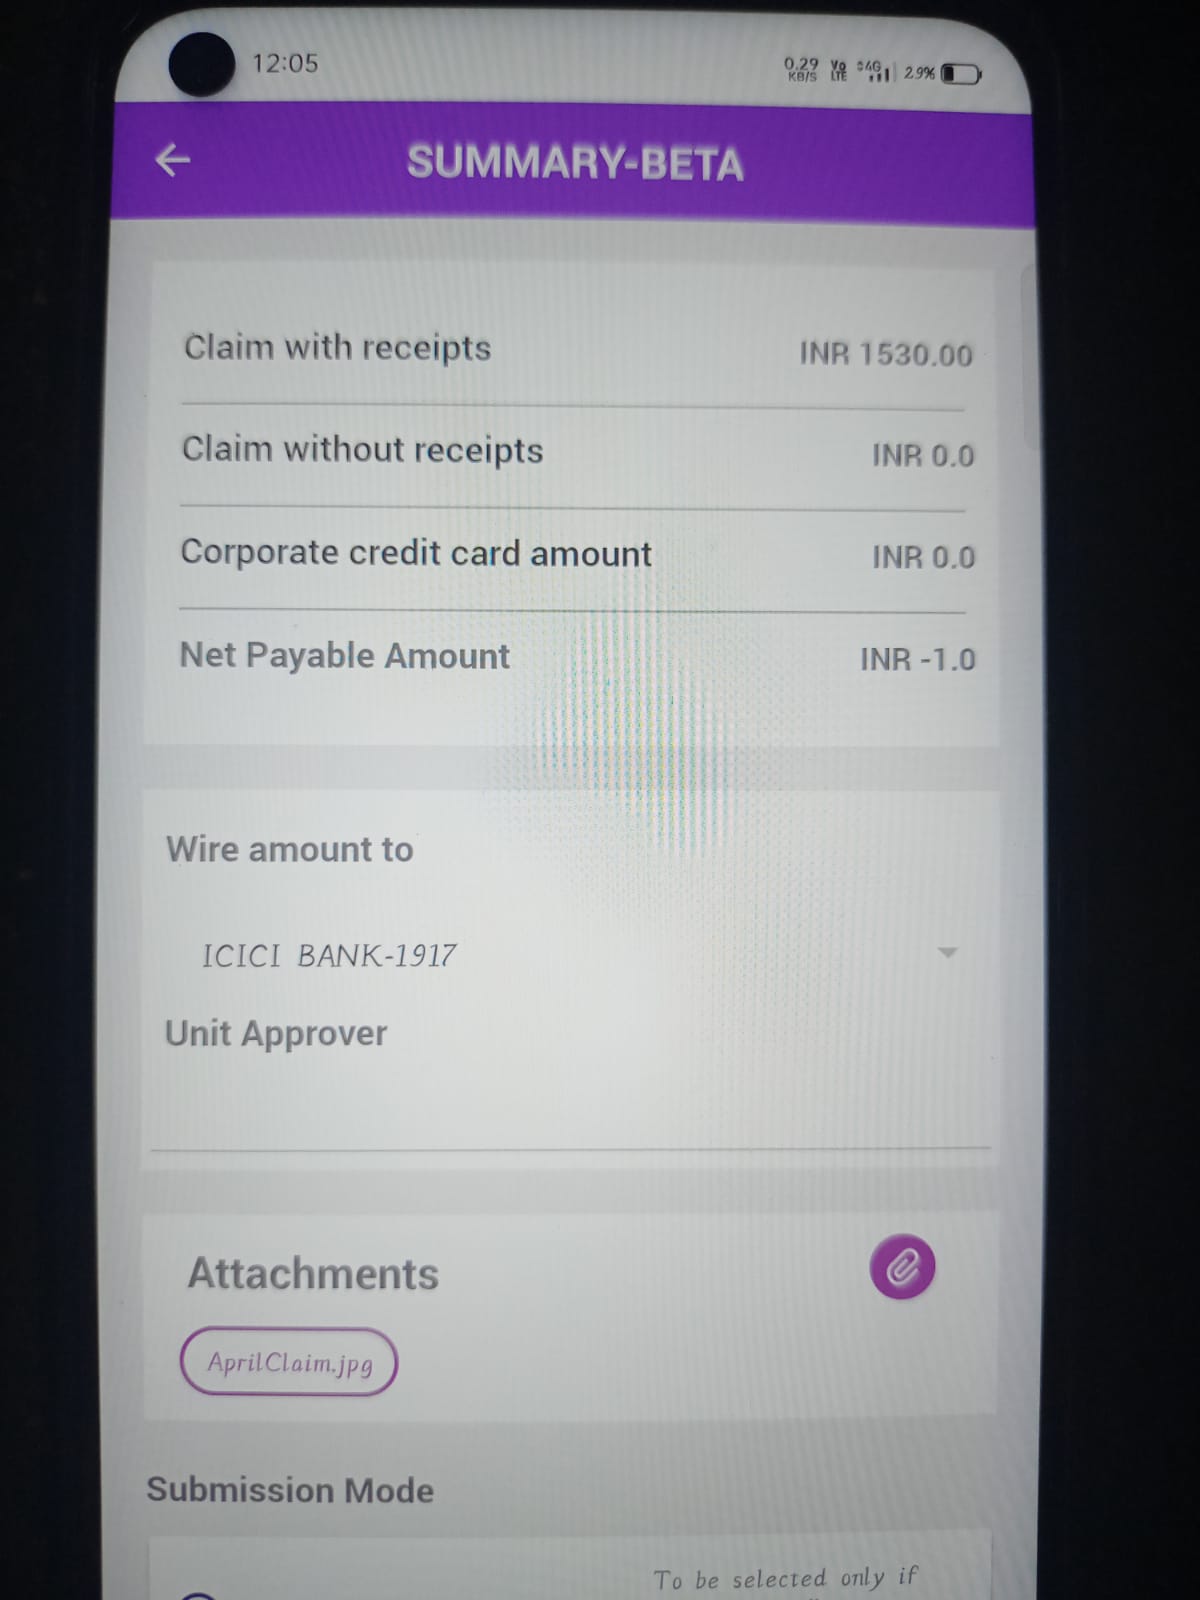 12:05
0.29 KB/S Vo LTE 4G 29%
SUMMARY-BETA
Claim with receipts INR 1530.00
Claim without receipts INR 0.0
Corporate credit card amount INR 0.0
Net Payable Amount INR -1.0
Wire amount to
ICICI BANK-1917
Unit Approver
Attachments
AprilClaim.jpg
Submission Mode
To be selected only if